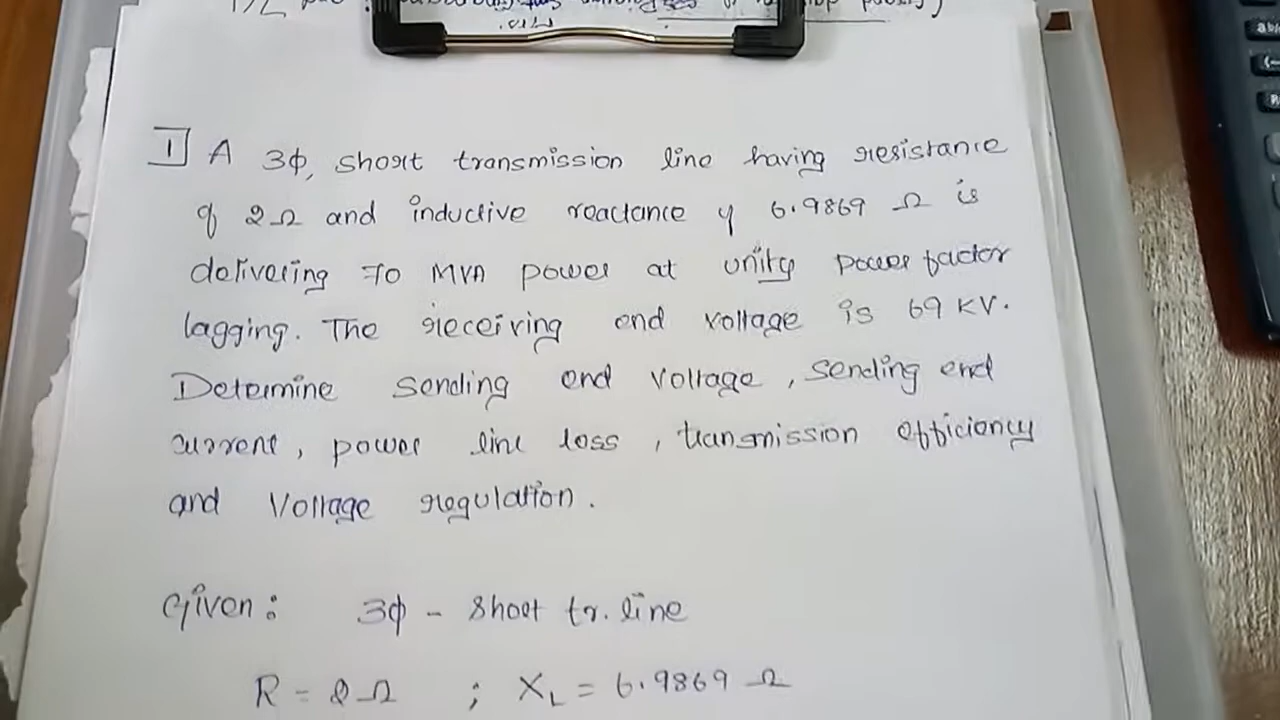 1 A 3φ, short transmission line having resistance
of 2Ω and inductive reactance of 6.9869 Ω is
delivering 70 MVA power at unity power factor
lagging. The receiving end voltage is 69 KV.
Determine sending end voltage, sending end
current, power line loss, transmission efficiency
and Voltage regulation.
Given: 3φ - Short tr. line
R = 2Ω ; X_L = 6.9869 Ω